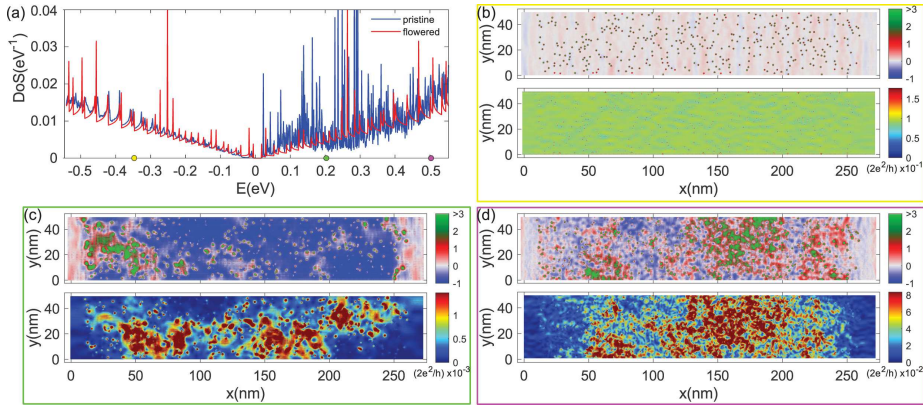 (a)
0.04
0.03
0.02
0.01
0
DoS(eV⁻¹)
pristine
flowered
-0.5 -0.4 -0.3 -0.2 -0.1 0 0.1 0.2 0.3 0.4 0.5
E(eV)
(b)
y(nm)
40
20
0
>3
2
1
0
-1
y(nm)
40
20
0
1.5
1
0.5
0
0 50 100 150 200 250
(2e²/h) x10⁻¹
x(nm)
(c)
y(nm)
40
20
0
>3
2
1
0
-1
y(nm)
40
20
0
1.5
1
0.5
0
0 50 100 150 200 250
(2e²/h) x10⁻³
x(nm)
(d)
y(nm)
40
20
0
>3
2
1
0
-1
y(nm)
40
20
0
8
6
4
2
0
0 50 100 150 200 250
(2e²/h) x10⁻²
x(nm)